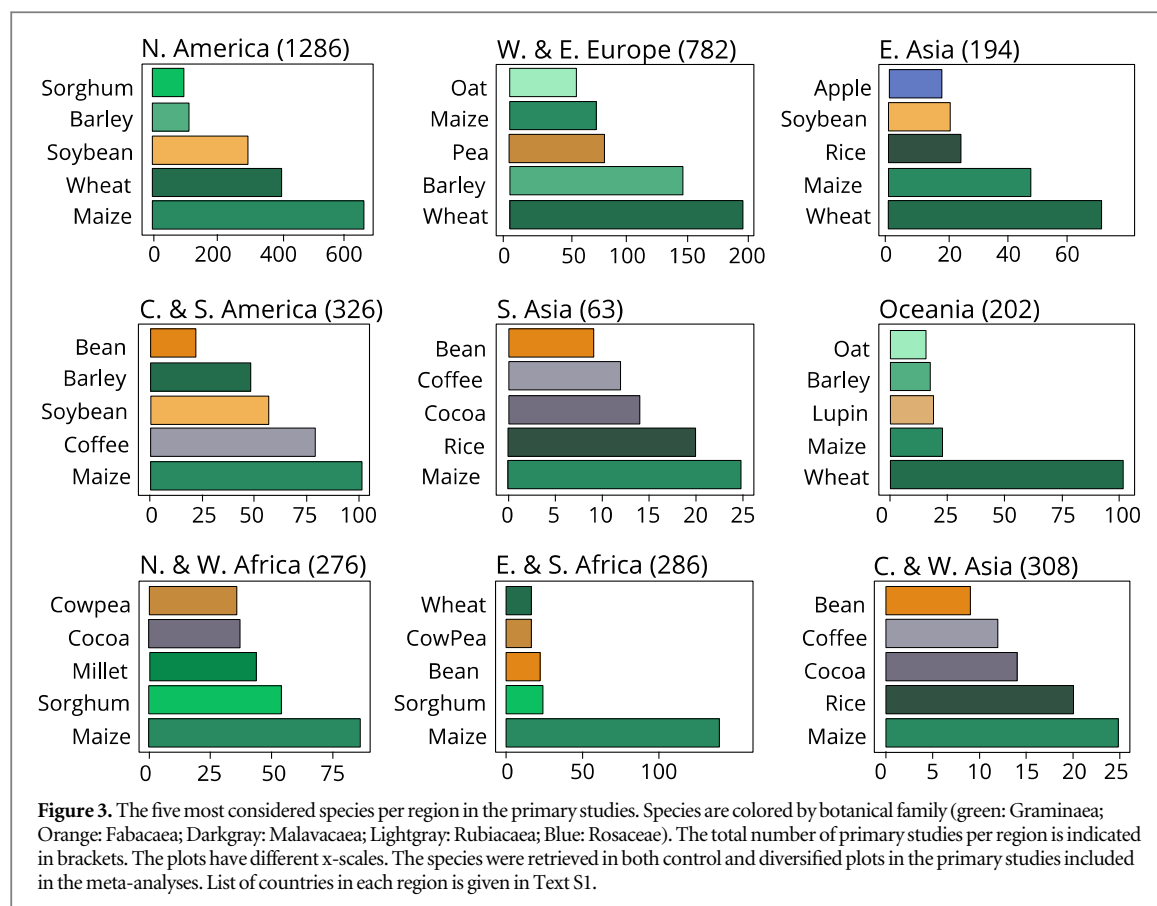 N. America (1286)
Sorghum
Barley
Soybean
Wheat
Maize
0 200 400 600
W. & E. Europe (782)
Oat
Maize
Pea
Barley
Wheat
0 50 100 150 200
E. Asia (194)
Apple
Soybean
Rice
Maize
Wheat
0 20 40 60
C. & S. America (326)
Bean
Barley
Soybean
Coffee
Maize
0 25 50 75 100
S. Asia (63)
Bean
Coffee
Cocoa
Rice
Maize
0 5 10 15 20 25
Oceania (202)
Oat
Barley
Lupin
Maize
Wheat
0 25 50 75 100
N. & W. Africa (276)
Cowpea
Cocoa
Millet
Sorghum
Maize
0 25 50 75
E. & S. Africa (286)
Wheat
CowPea
Bean
Sorghum
Maize
0 50 100
C. & W. Asia (308)
Bean
Coffee
Cocoa
Rice
Maize
0 5 10 15 20 25
Figure 3. The five most considered species per region in the primary studies. Species are colored by botanical family (green: Graminaea;
Orange: Fabacaea; Darkgray: Malavacaea; Lightgray: Rubiacaea; Blue: Rosaceae). The total number of primary studies per region is indicated
in brackets. The plots have different x-scales. The species were retrieved in both control and diversified plots in the primary studies included
in the meta-analyses. List of countries in each region is given in Text S1.